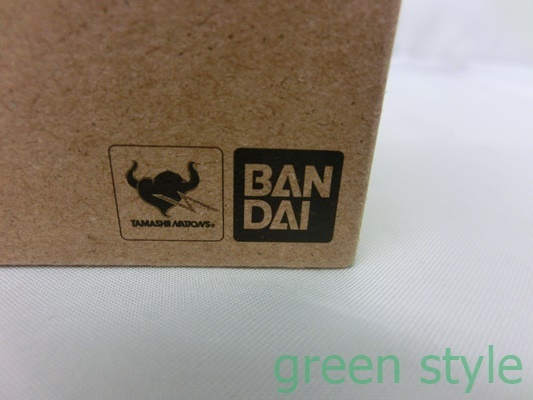 TAMASHII NATIONS®
BAN
DAI
green style